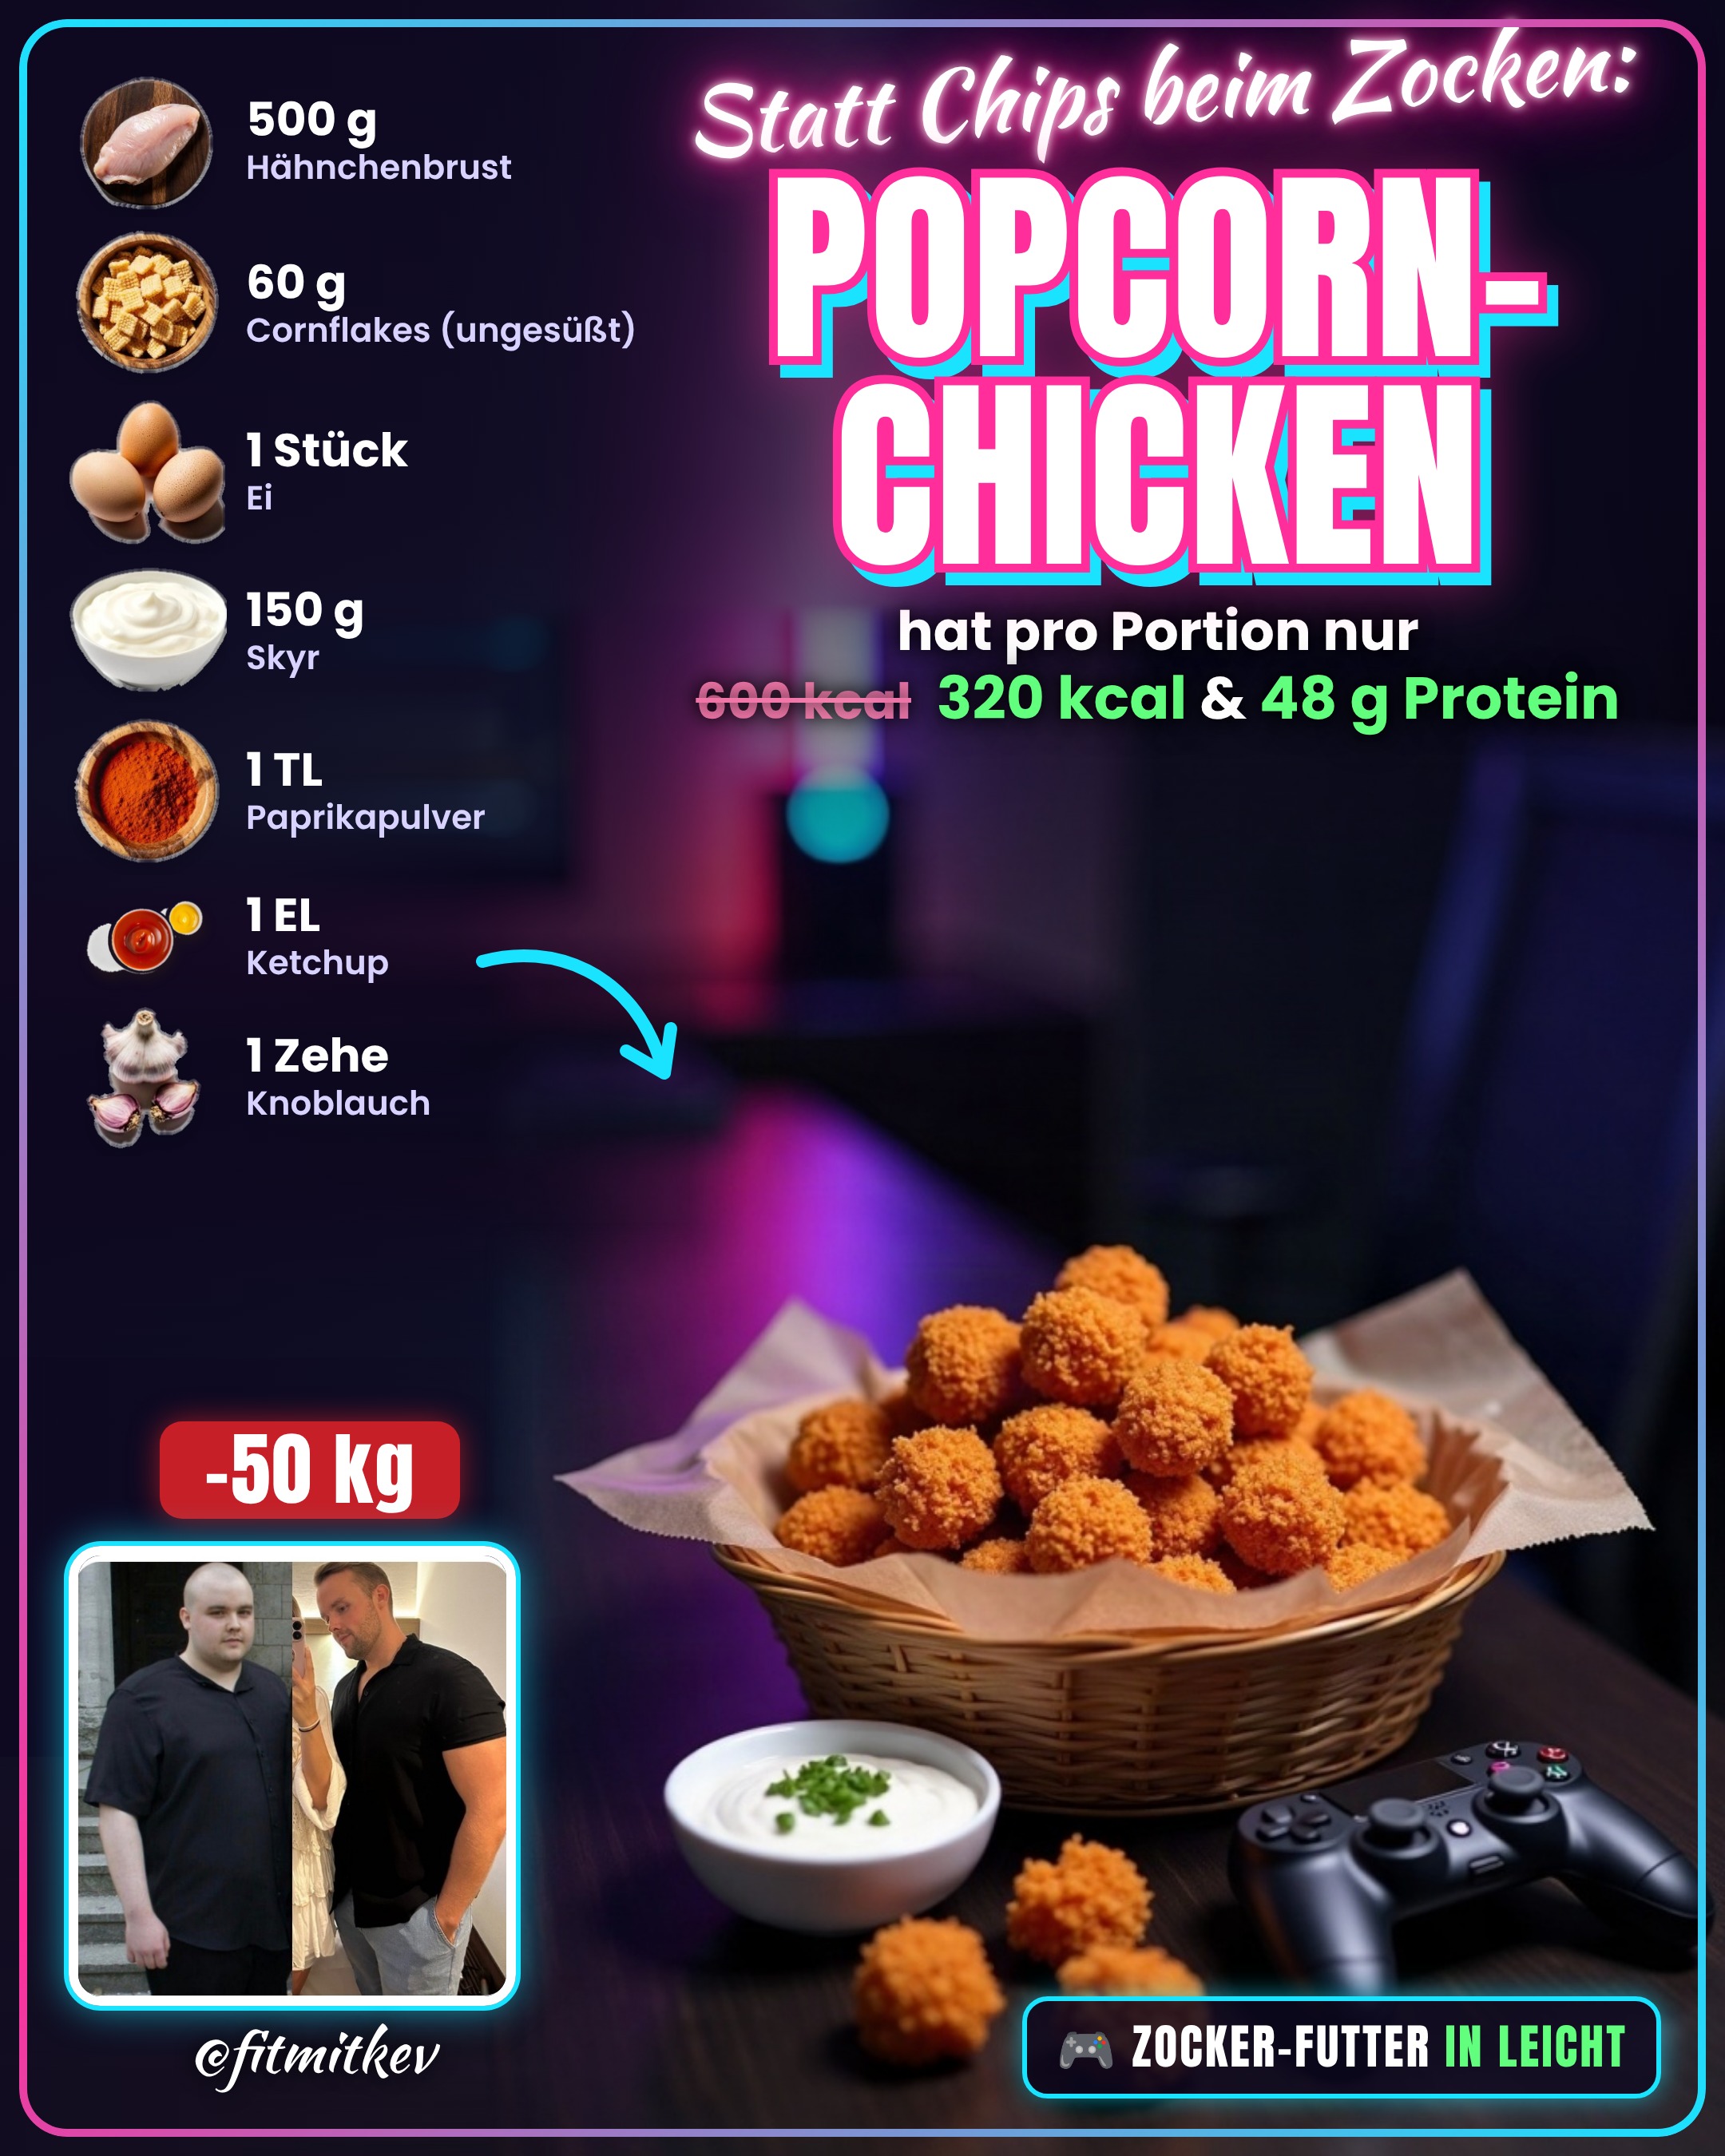 Statt Chips beim Zocken:
POPCORN-
CHICKEN
hat pro Portion nur
600 kcal 320 kcal & 48 g Protein
500 g
Hähnchenbrust
60 g
Cornflakes (ungesüßt)
1 Stück
Ei
150 g
Skyr
1 TL
Paprikapulver
1 EL
Ketchup
1 Zehe
Knoblauch
-50 kg
@fitmitkev
🎮 ZOCKER-FUTTER IN LEICHT